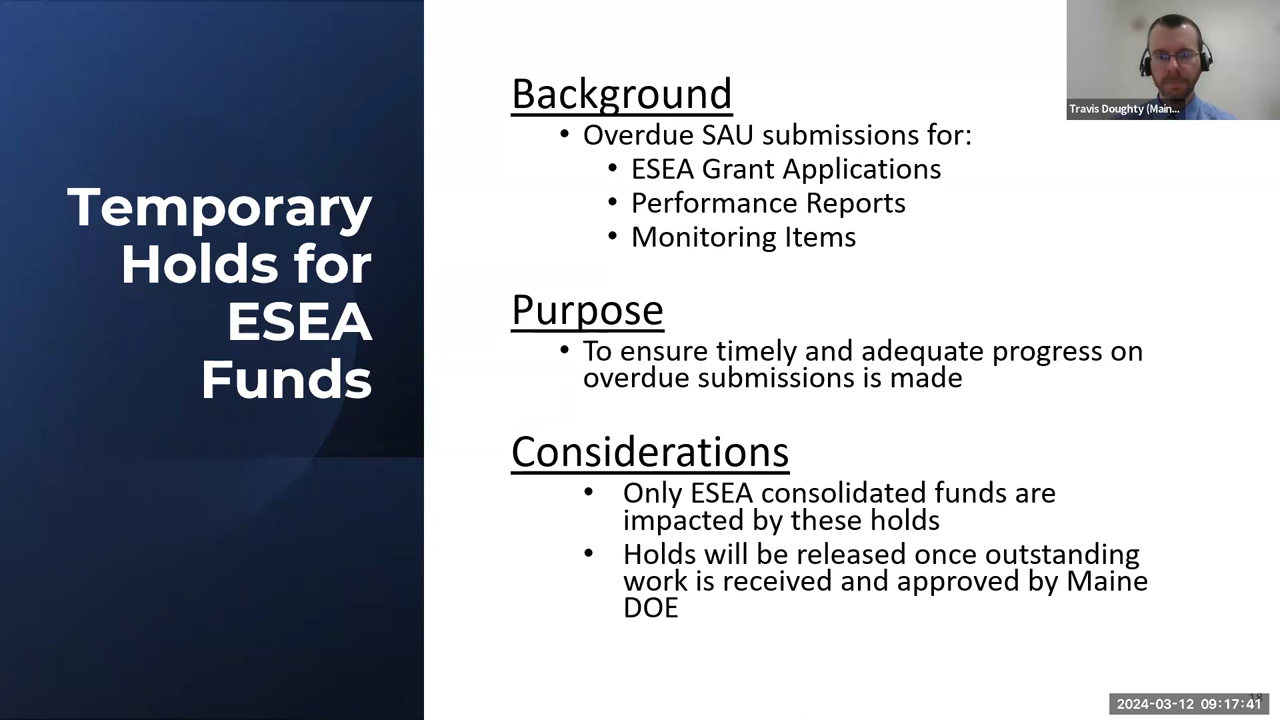 Temporary
Holds for
ESEA
Funds
Background
• Overdue SAU submissions for:
• ESEA Grant Applications
• Performance Reports
• Monitoring Items
Purpose
• To ensure timely and adequate progress on
overdue submissions is made
Considerations
• Only ESEA consolidated funds are
impacted by these holds
• Holds will be released once outstanding
work is received and approved by Maine
DOE
Travis Doughty (Main...
18
2024-03-12 09:17:41